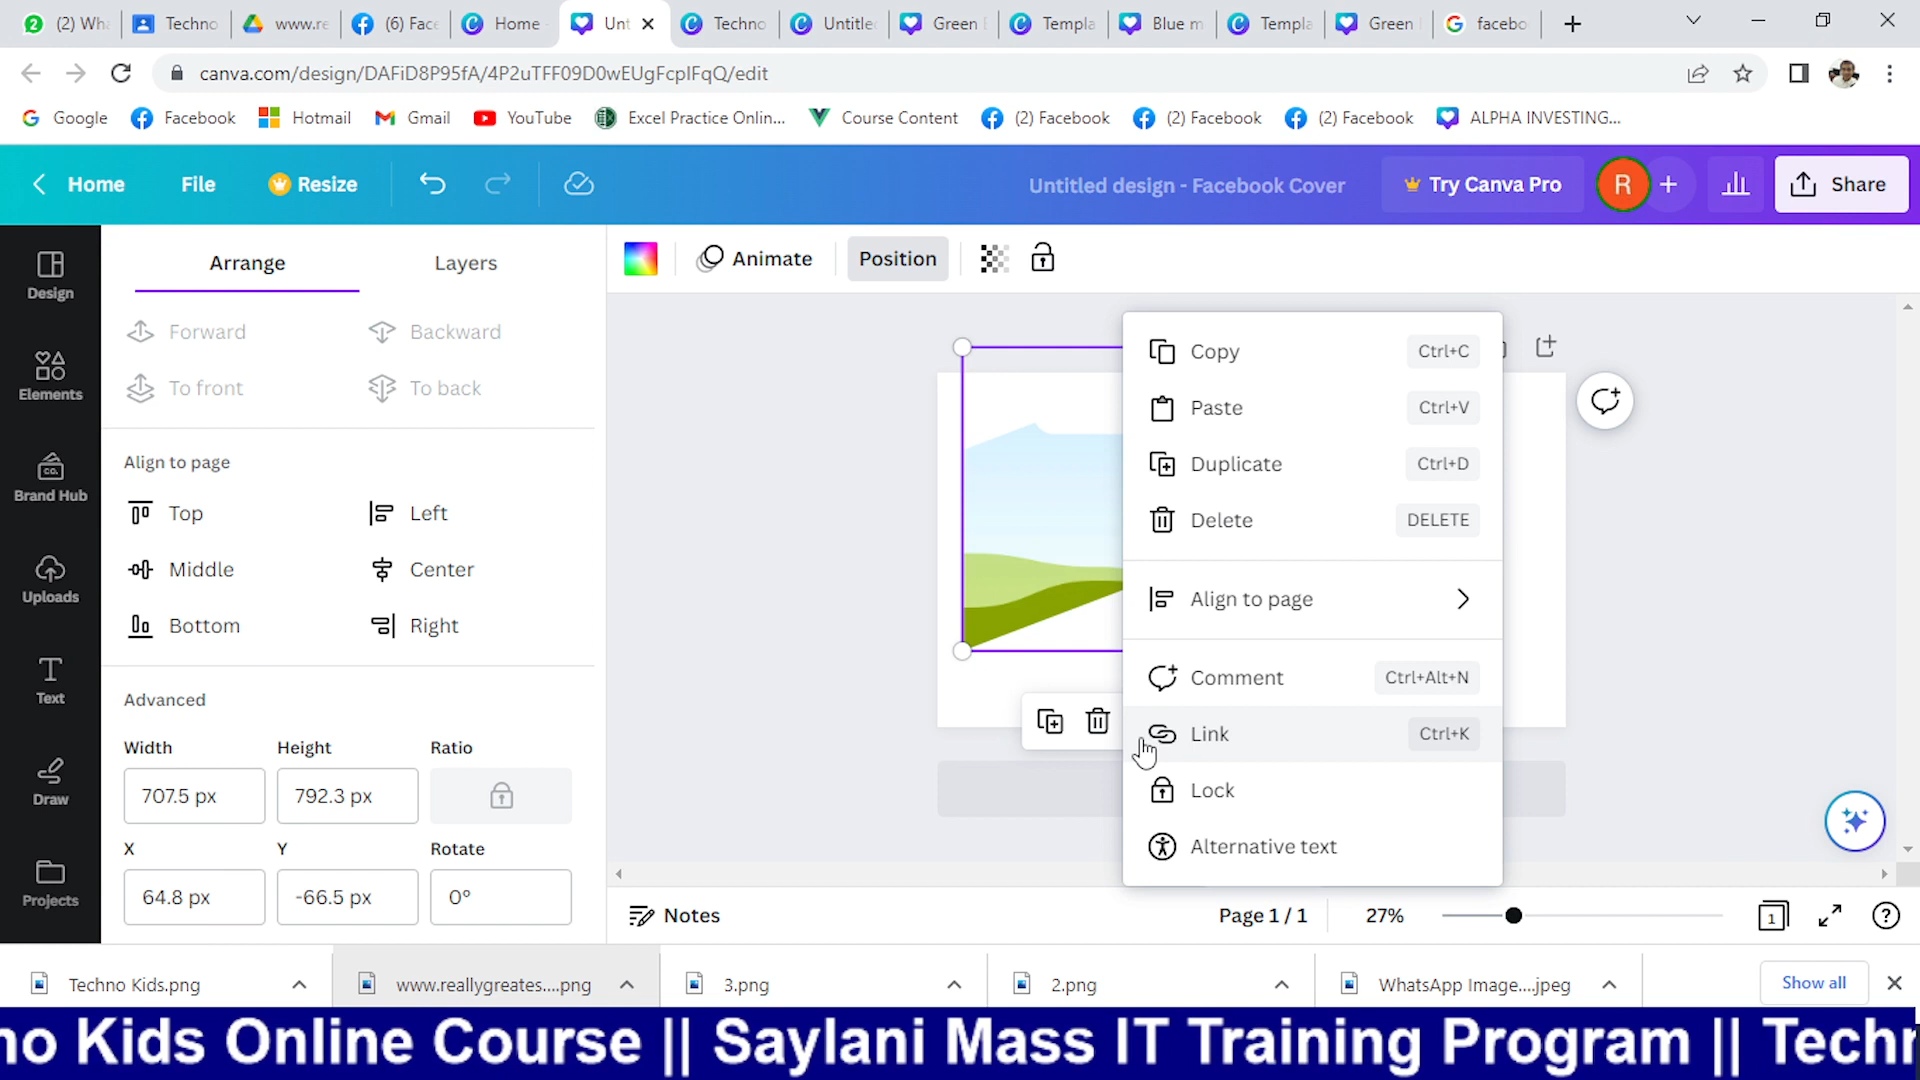 (2) Wha
Techno
www.re
(6) Face
Home
Unt
Techno
Untitle
Green
Templa
Blue m
Templa
Green
facebo
canva.com/design/DAFiD8P95fA/4P2uTFF09D0wEUgFcpIFqQ/edit
Google
Facebook
Hotmail
Gmail
YouTube
Excel Practice Onlin...
Course Content
(2) Facebook
(2) Facebook
(2) Facebook
ALPHA INVESTING...
Home
File
Resize
Untitled design - Facebook Cover
Try Canva Pro
R
Share
Design
Elements
CO.
Brand Hub
Uploads
Text
Draw
Projects
Arrange
Layers
Forward
Backward
To front
To back
Align to page
Top
Left
Middle
Center
Bottom
Right
Advanced
Width
Height
Ratio
707.5 px
792.3 px
X
Y
Rotate
64.8 px
-66.5 px
0°
Animate
Position
Copy Ctrl+C
Paste Ctrl+V
Duplicate Ctrl+D
Delete DELETE
Align to page
Comment Ctrl+Alt+N
Link Ctrl+K
Lock
Alternative text
Notes
Page 1 / 1
27%
1
Techno Kids.png
www.reallygreates....png
3.png
2.png
WhatsApp Image....jpeg
Show all
no Kids Online Course || Saylani Mass IT Training Program || Techn